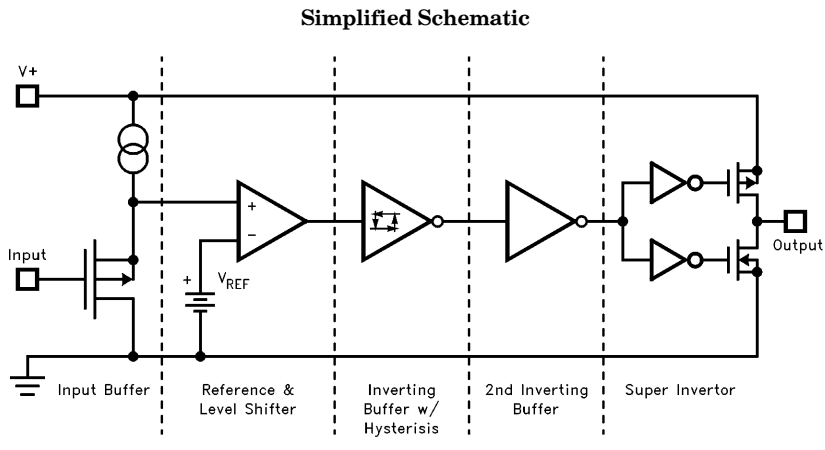 Simplified Schematic
V+
Input
+
−
+
VREF
Output
Input Buffer
Reference &
Level Shifter
Inverting
Buffer w/
Hysterisis
2nd Inverting
Buffer
Super Invertor